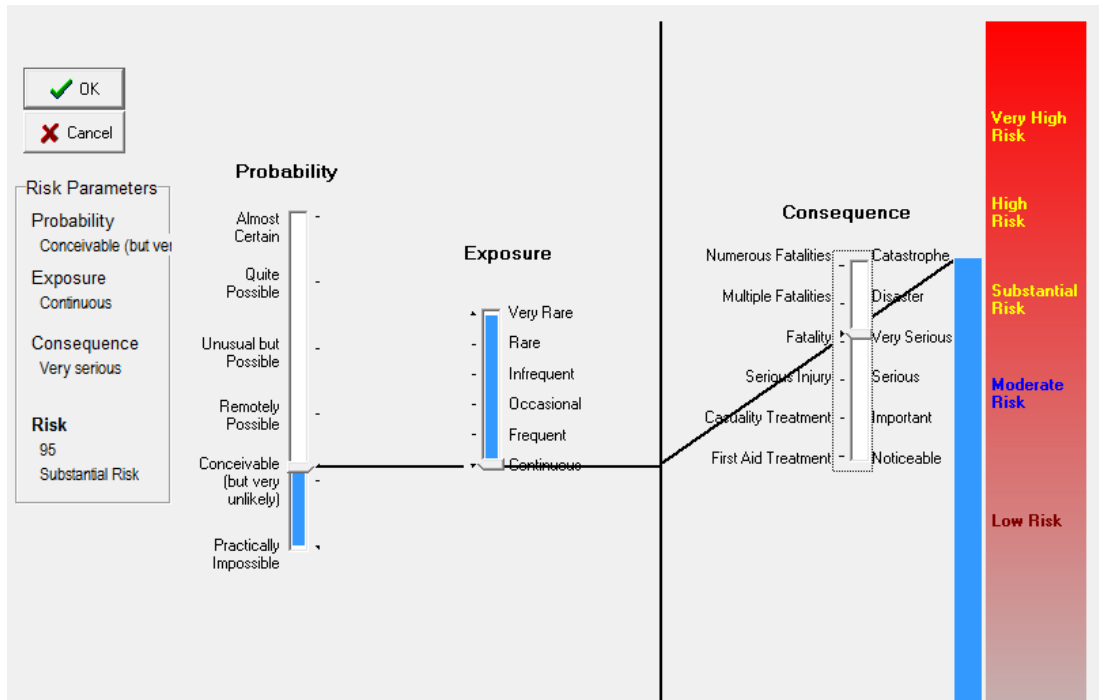 OK
Cancel
Risk Parameters
Probability
Conceivable (but ver
Exposure
Continuous
Consequence
Very serious
Risk
95
Substantial Risk
Probability
Almost
Certain
Quite
Possible
Unusual but
Possible
Remotely
Possible
Conceivable
(but very
unlikely)
Practically
Impossible
Exposure
Very Rare
Rare
Infrequent
Occasional
Frequent
Continuous
Consequence
Numerous Fatalities
Catastrophe
Multiple Fatalities
Disaster
Fatality
Very Serious
Serious Injury
Serious
Casuality Treatment
Important
First Aid Treatment
Noticeable
Very High
Risk
High
Risk
Substantial
Risk
Moderate
Risk
Low Risk